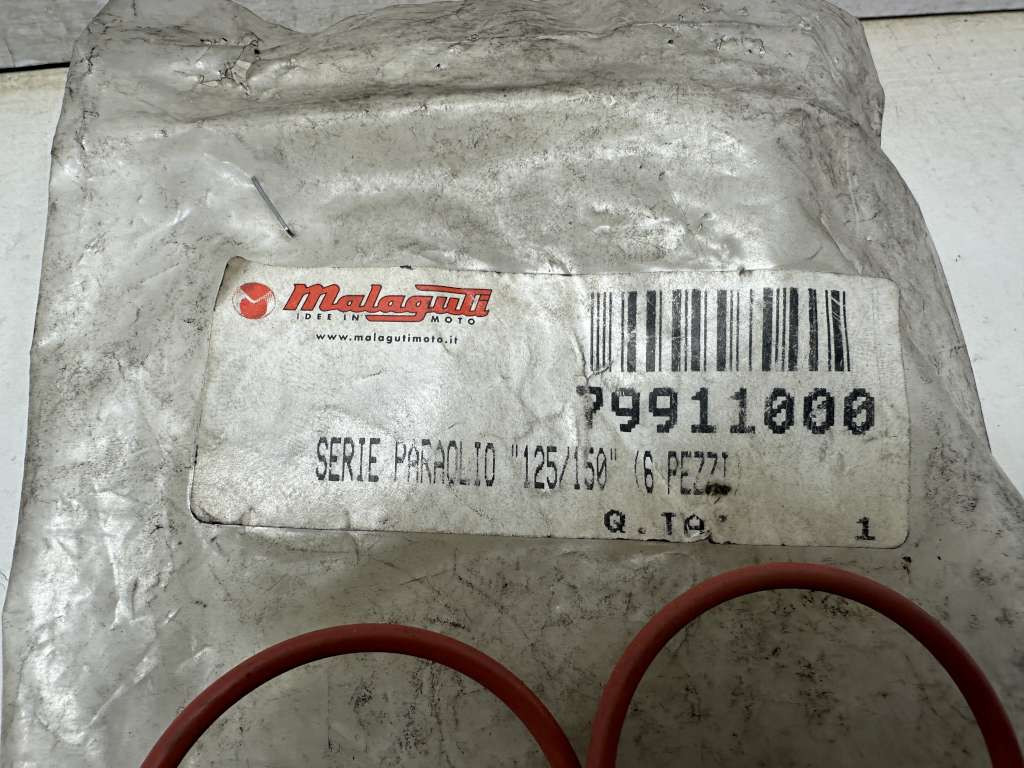 Malaguti
IDEE IN MOTO
www.malagutimoto.it
79911000
SERIE PARAOLIO "125/150" (6 PEZZI)
Q.TA' 1